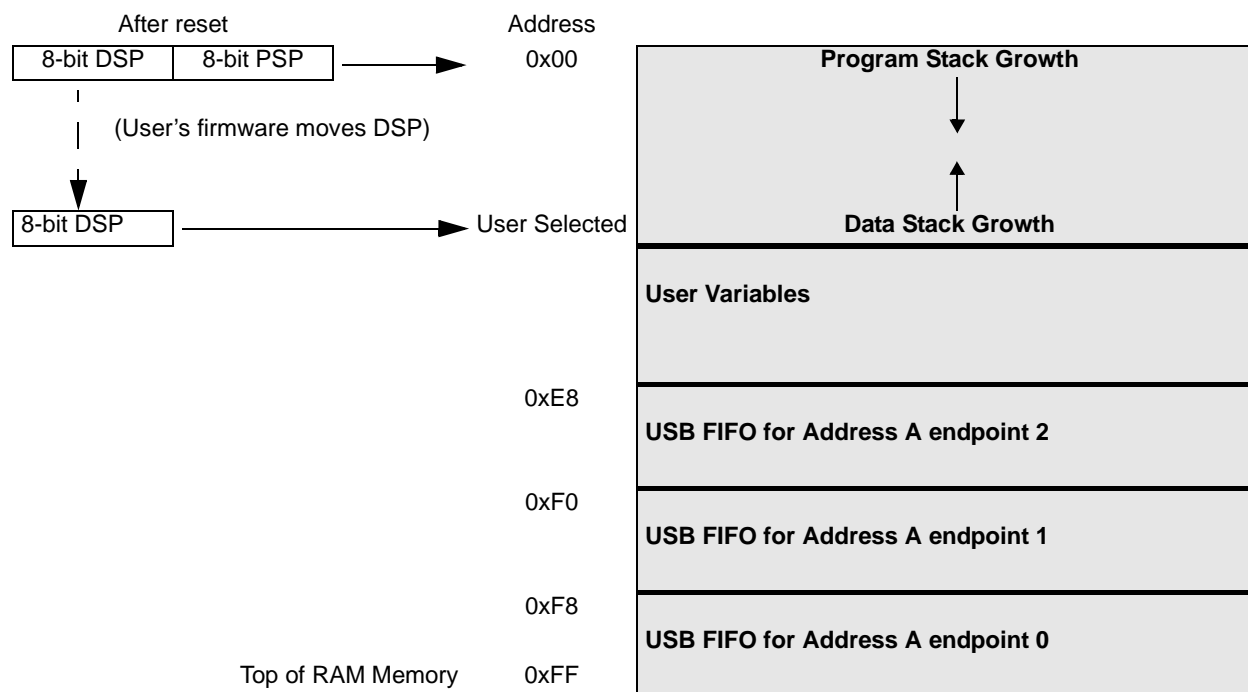 After reset Address
8-bit DSP 8-bit PSP 0x00 Program Stack Growth
(User's firmware moves DSP)
8-bit DSP User Selected Data Stack Growth
User Variables
0xE8
USB FIFO for Address A endpoint 2
0xF0
USB FIFO for Address A endpoint 1
0xF8
USB FIFO for Address A endpoint 0
Top of RAM Memory 0xFF